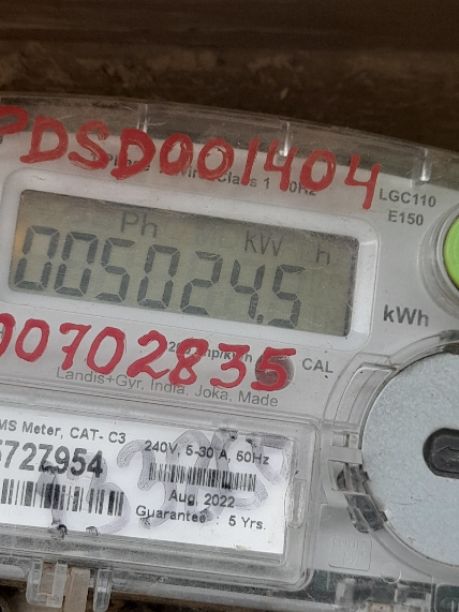 PDSD001404
Class 1
LGC110
E150
Ph kW h
005024.5
kWh
00702835
CAL
Landis+Gyr, India, Joka, Made
MS Meter, CAT- C3
5727954
240V, 5-30 A, 50Hz
Aug, 2022
Guarantee : 5 Yrs.